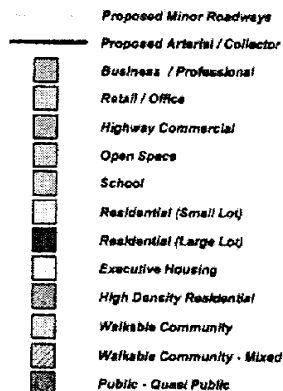 Proposed Minor Roadways
Proposed Arterial / Collector
Business / Professional
Retail / Office
Highway Commercial
Open Space
School
Residential (Small Lot)
Residential (Large Lot)
Executive Housing
High Density Residential
Walkable Community
Walkable Community - Mixed
Public - Quasi Public